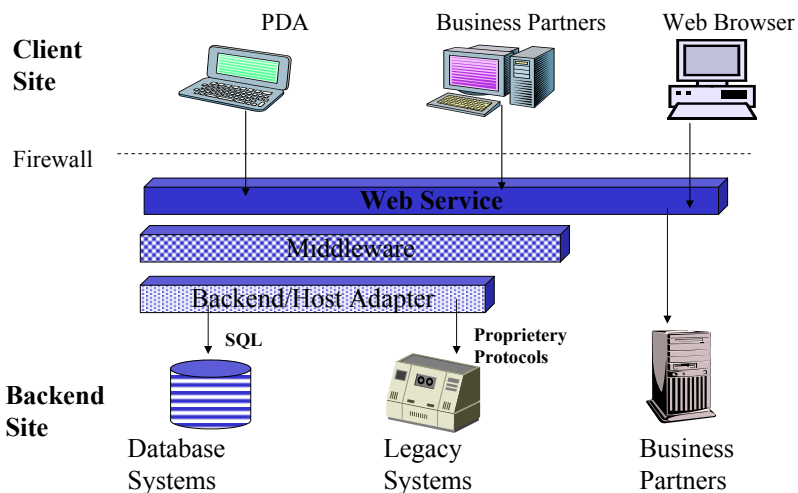 PDA
Business Partners
Web Browser
Client
Site
Firewall
Web Service
Middleware
Backend/Host Adapter
SQL
Proprietery
Protocols
Backend
Site
Database
Systems
Legacy
Systems
Business
Partners